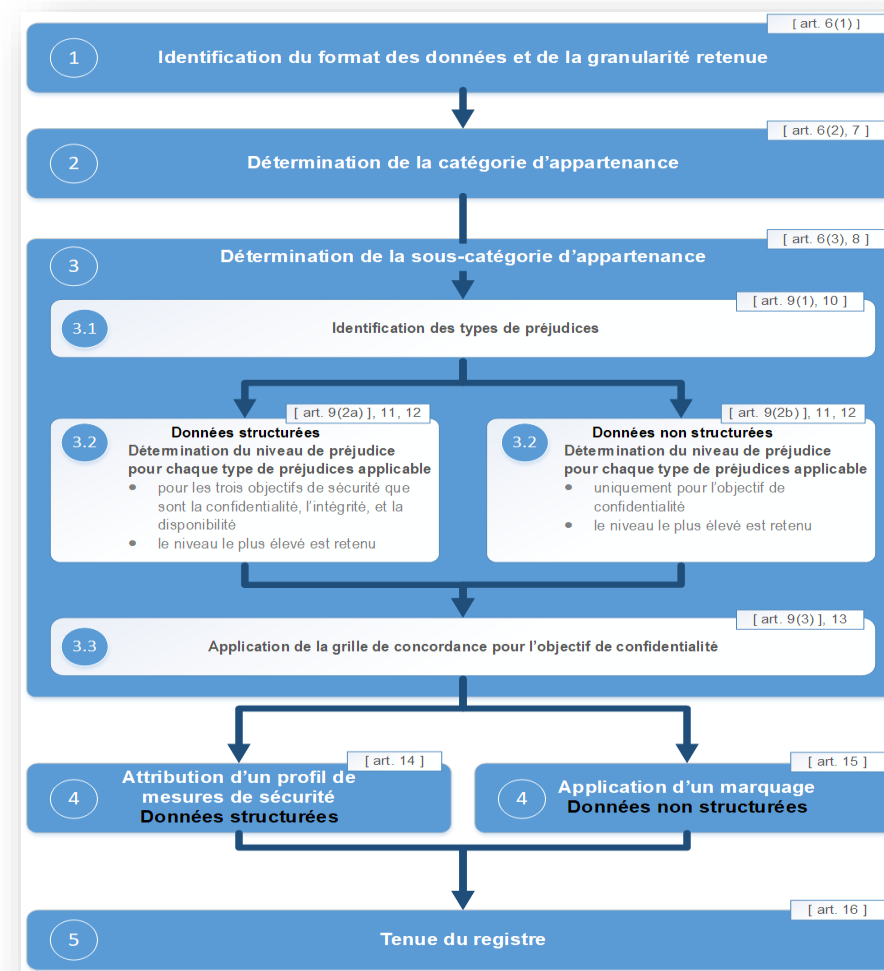 [ art. 6(1) ]
1
Identification du format des données et de la granularité retenue
[ art. 6(2), 7 ]
2
Détermination de la catégorie d'appartenance
[ art. 6(3), 8 ]
3
Détermination de la sous-catégorie d'appartenance
[ art. 9(1), 10 ]
3.1
Identification des types de préjudices
[ art. 9(2a) ], 11, 12
3.2
Données structurées
Détermination du niveau de préjudice
pour chaque type de préjudices applicable
• pour les trois objectifs de sécurité que
sont la confidentialité, l'intégrité, et la
disponibilité
• le niveau le plus élevé est retenu
[ art. 9(2b) ], 11, 12
3.2
Données non structurées
Détermination du niveau de préjudice
pour chaque type de préjudices applicable
• uniquement pour l'objectif de
confidentialité
• le niveau le plus élevé est retenu
[ art. 9(3) ], 13
3.3
Application de la grille de concordance pour l'objectif de confidentialité
[ art. 14 ]
4
Attribution d'un profil de
mesures de sécurité
Données structurées
[ art. 15 ]
4
Application d'un marquage
Données non structurées
[ art. 16 ]
5
Tenue du registre